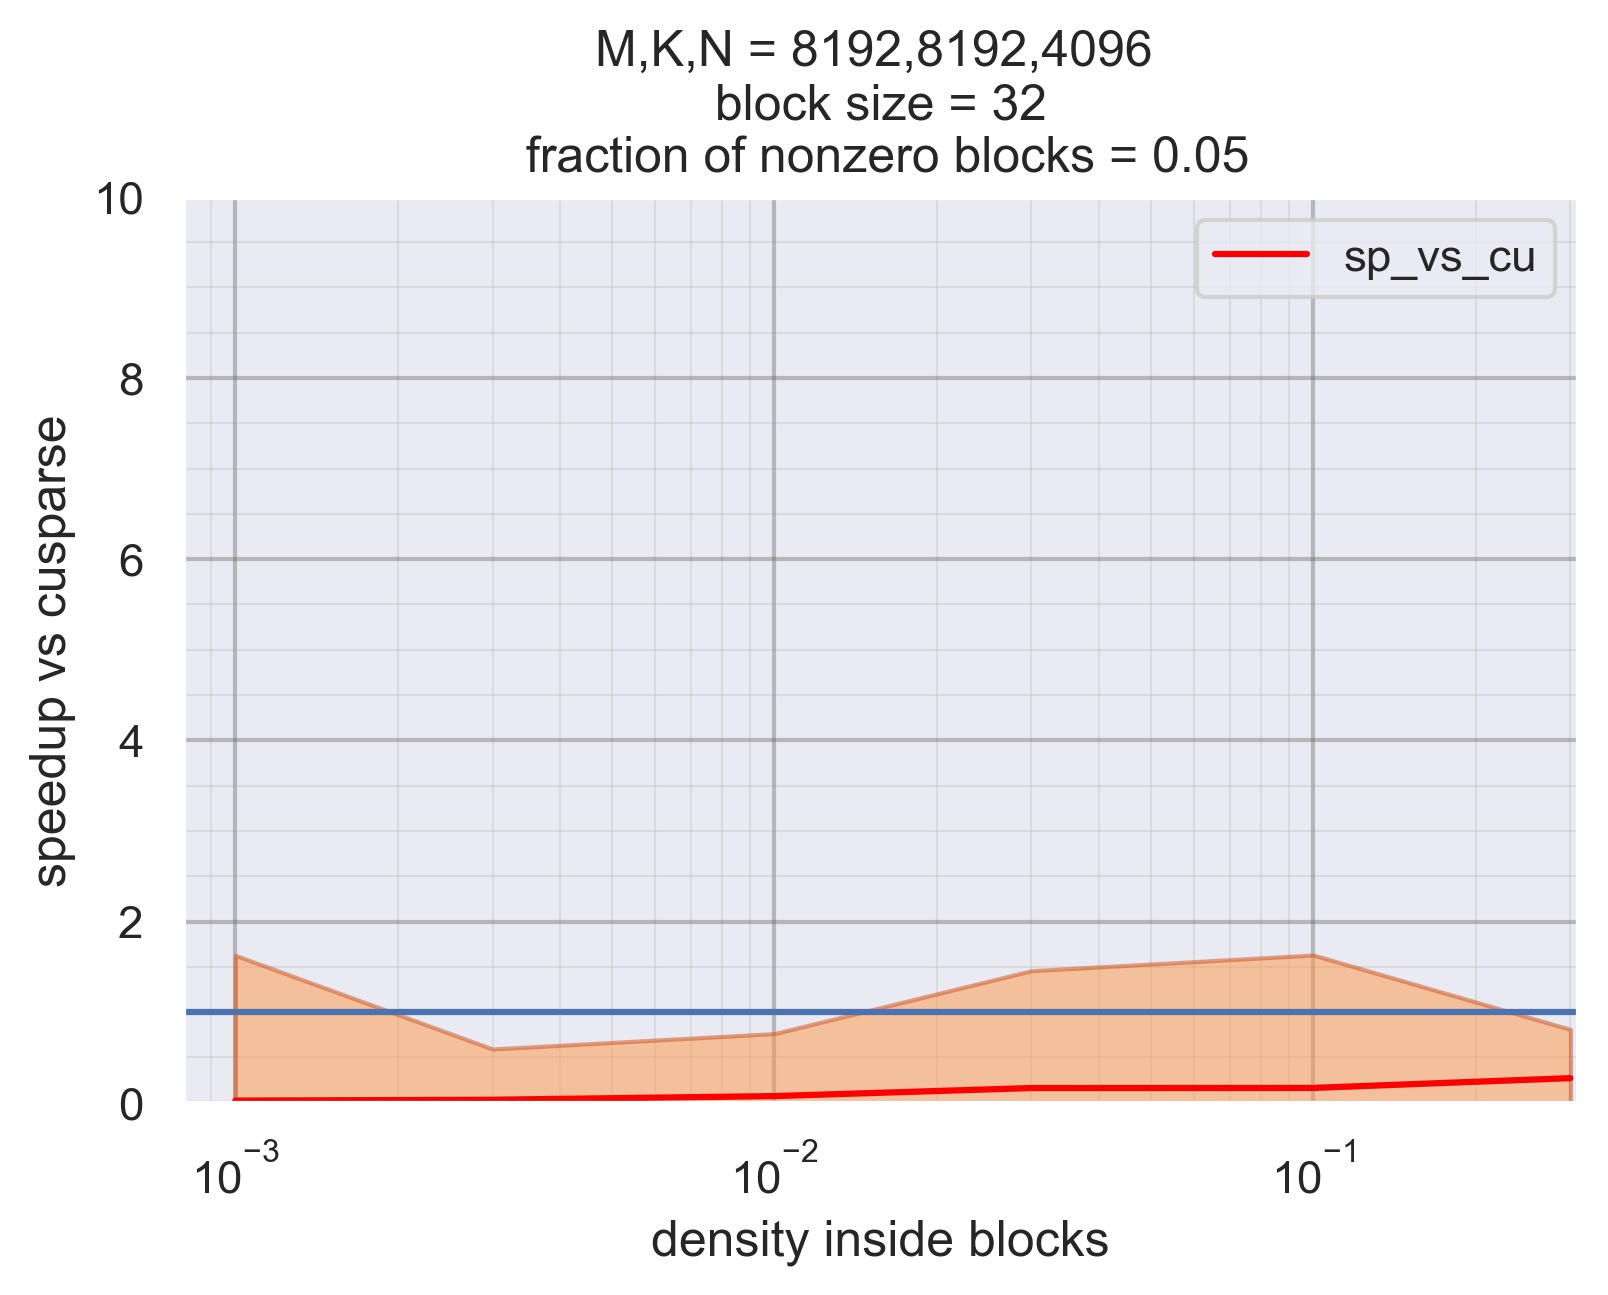 M,K,N = 8192,8192,4096
block size = 32
fraction of nonzero blocks = 0.05
10
8
6
4
2
0
speedup vs cusparse
sp_vs_cu
10⁻³
10⁻²
10⁻¹
density inside blocks